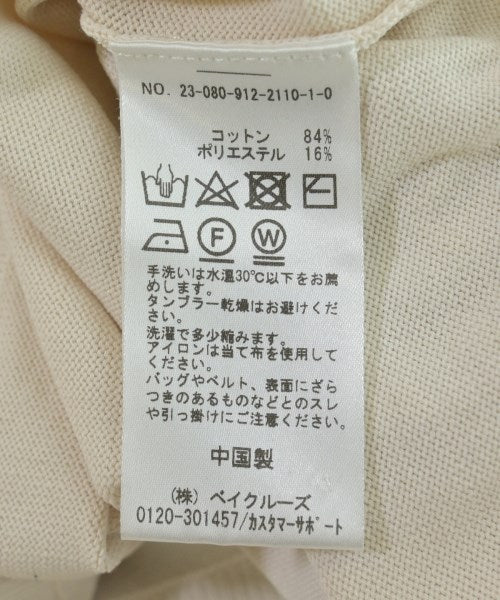 NO. 23-080-912-2110-1-0
コットン 84%
ポリエステル 16%
F W
手洗いは水温30℃以下をお薦
めします。
タンブラー乾燥はお避けくだ
さい。
洗濯で多少縮みます。
アイロンは当て布を使用して
ください。
バッグやベルト、表面にざら
つきのあるものなどとのスレ
や引っ掛けにご注意ください。
中国製
(株) ベイクルーズ
0120-301457/カスタマーサポート